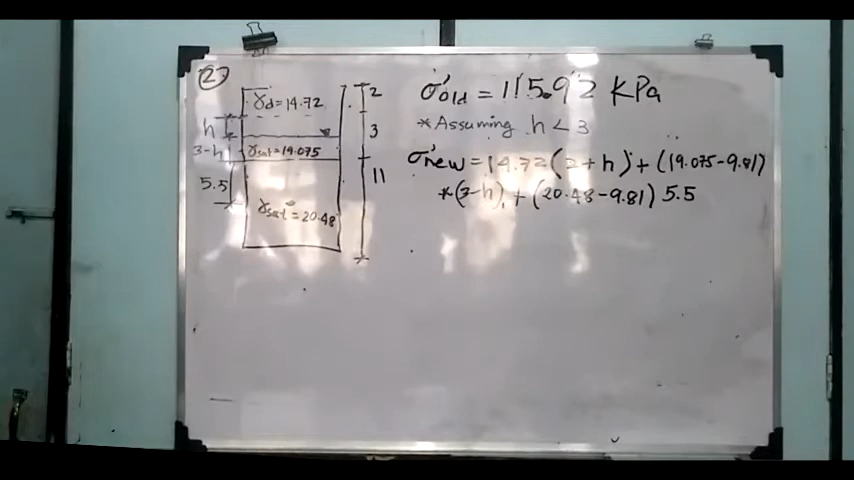 2
γd=14.72
h
3-h
γsat=19.075
5.5
γsat=20.48
2
3
11
σ'old = 115.92 KPa
*Assuming h < 3
σ'new = 14.72(2+h)+(19.075-9.81)
*(3-h)+(20.48-9.81)5.5